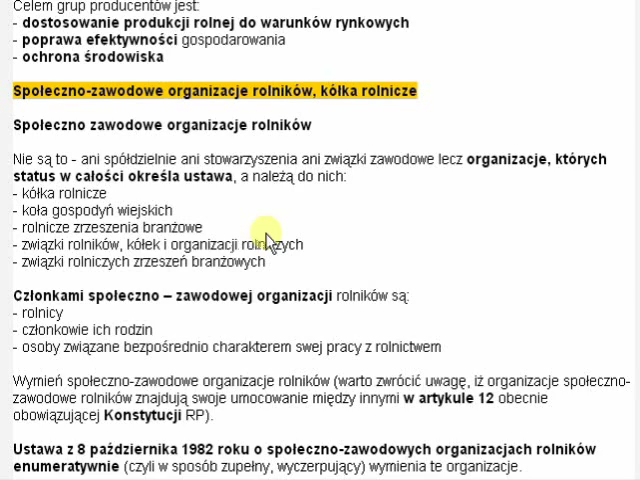 Celem grup producentów jest:
- dostosowanie produkcji rolnej do warunków rynkowych
- poprawa efektywności gospodarowania
- ochrona środowiska
Społeczno-zawodowe organizacje rolników, kółka rolnicze
Społeczno zawodowe organizacje rolników
Nie są to - ani spółdzielnie ani stowarzyszenia ani związki zawodowe lecz organizacje, których
status w całości określa ustawa, a należą do nich:
- kółka rolnicze
- koła gospodyń wiejskich
- rolnicze zrzeszenia branżowe
- związki rolników, kółek i organizacji rolniczych
- związki rolniczych zrzeszeń branżowych
Członkami społeczno – zawodowej organizacji rolników są:
- rolnicy
- członkowie ich rodzin
- osoby związane bezpośrednio charakterem swej pracy z rolnictwem
Wymień społeczno-zawodowe organizacje rolników (warto zwrócić uwagę, iż organizacje społeczno-
zawodowe rolników znajdują swoje umocowanie między innymi w artykule 12 obecnie
obowiązującej Konstytucji RP).
Ustawa z 8 października 1982 roku o społeczno-zawodowych organizacjach rolników
enumeratywnie (czyli w sposób zupełny, wyczerpujący) wymienia te organizacje.